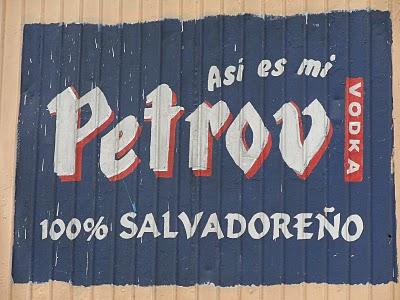 Así es mi
Petrov
VODKA
100% SALVADOREÑO